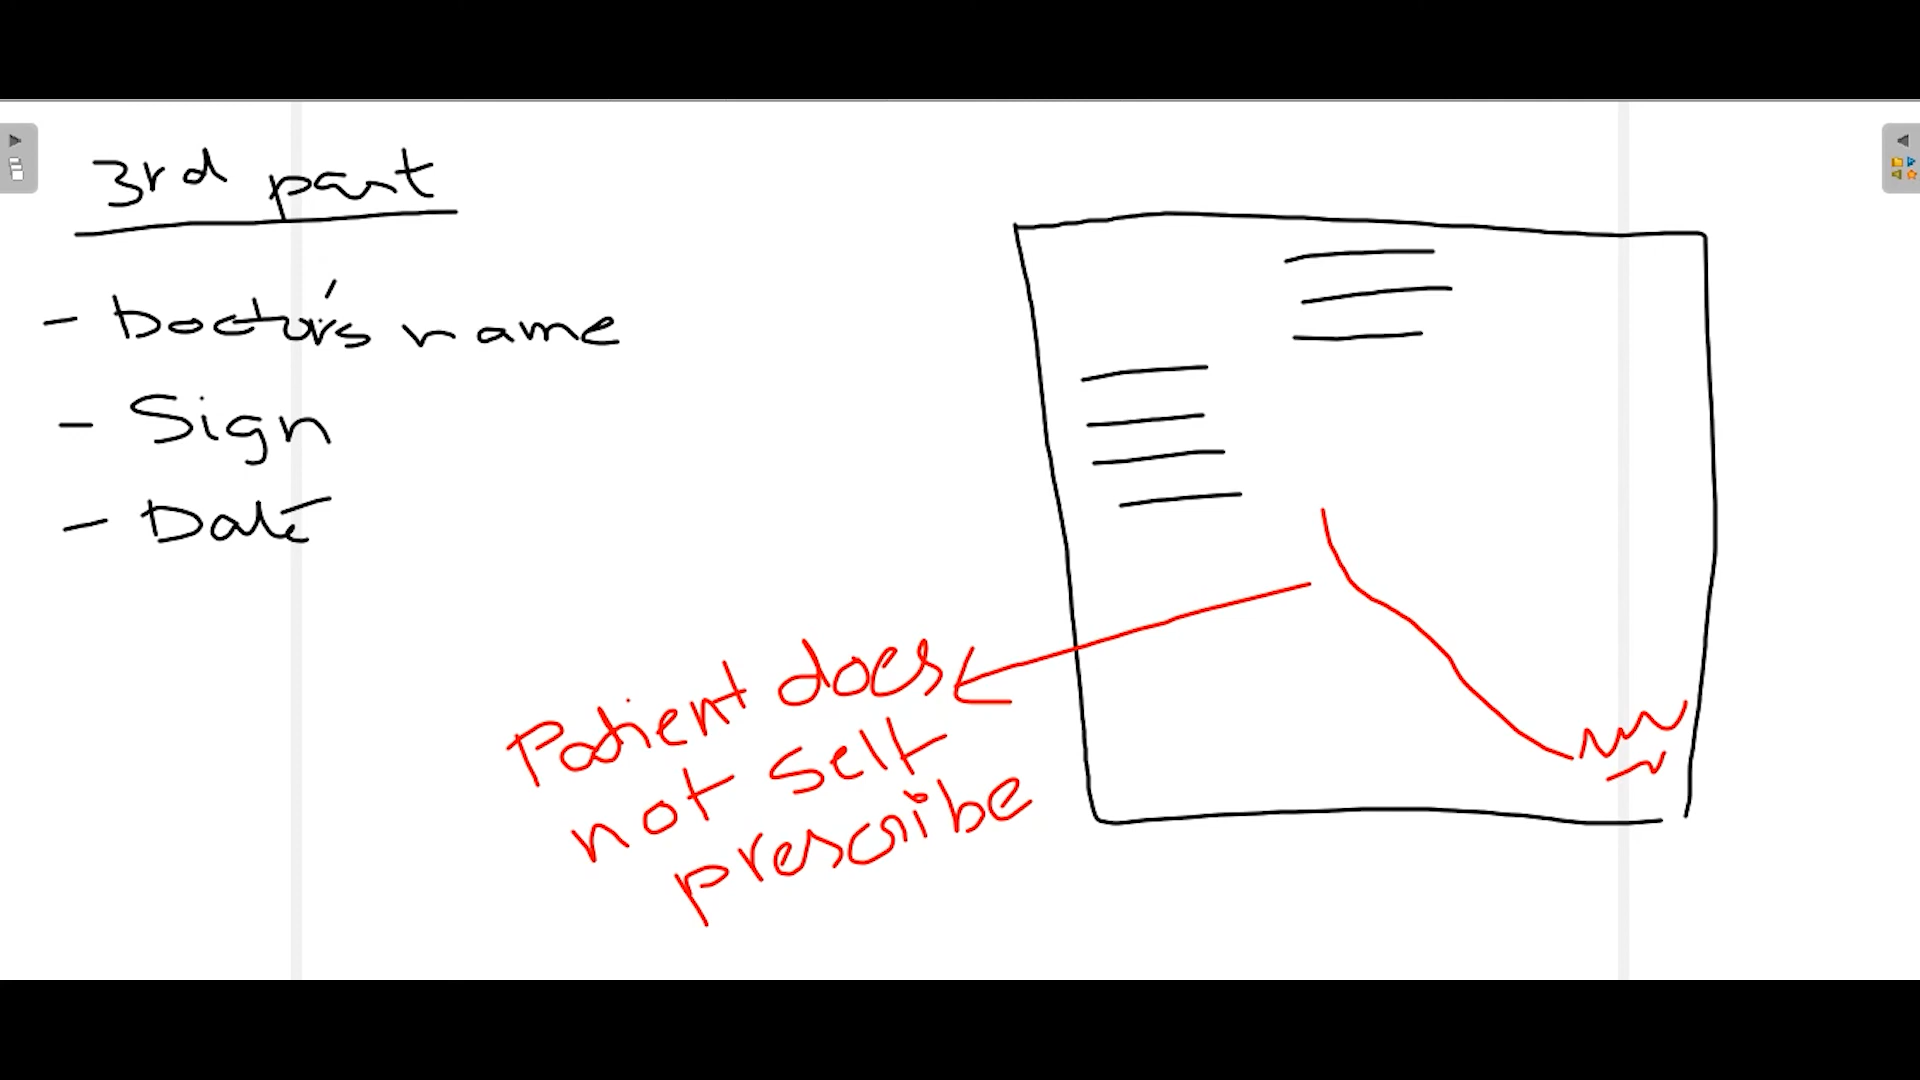 3rd part
- Doctor's name
- Sign
- Date
Patient does
not self
prescribe